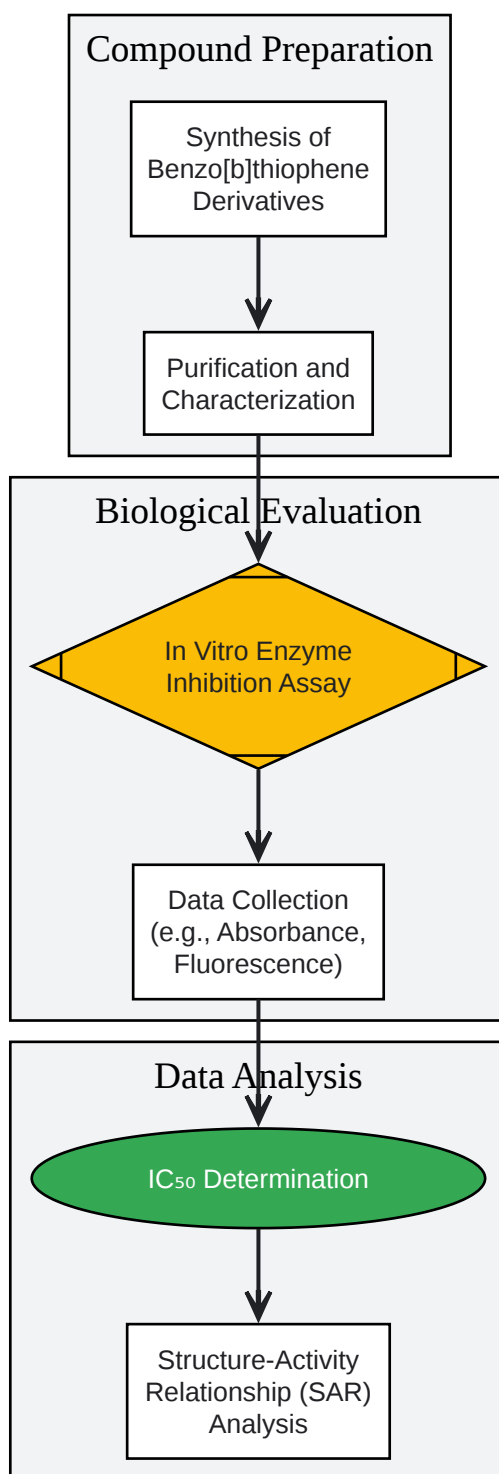 Compound Preparation
Synthesis of
Benzo[b]thiophene
Derivatives
Purification and
Characterization
Biological Evaluation
In Vitro Enzyme
Inhibition Assay
Data Collection
(e.g., Absorbance,
Fluorescence)
Data Analysis
IC₅₀ Determination
Structure-Activity
Relationship (SAR)
Analysis